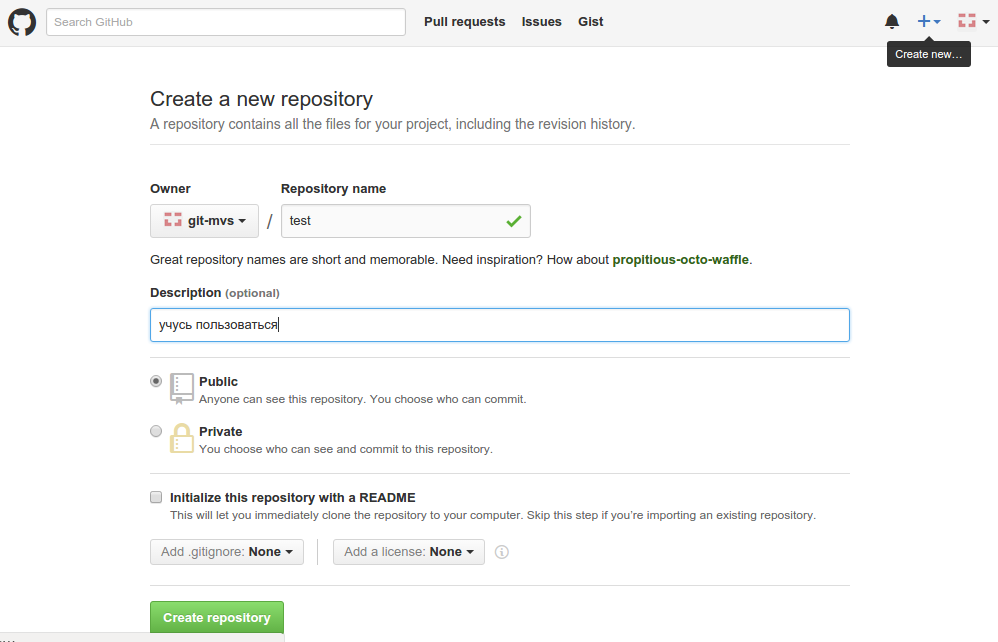 Search GitHub Pull requests Issues Gist
Create new…
Create a new repository
A repository contains all the files for your project, including the revision history.
Owner Repository name
git-mvs / test
Great repository names are short and memorable. Need inspiration? How about propitious-octo-waffle.
Description (optional)
учусь пользоваться
Public
Anyone can see this repository. You choose who can commit.
Private
You choose who can see and commit to this repository.
Initialize this repository with a README
This will let you immediately clone the repository to your computer. Skip this step if you’re importing an existing repository.
Add .gitignore: None Add a license: None
Create repository